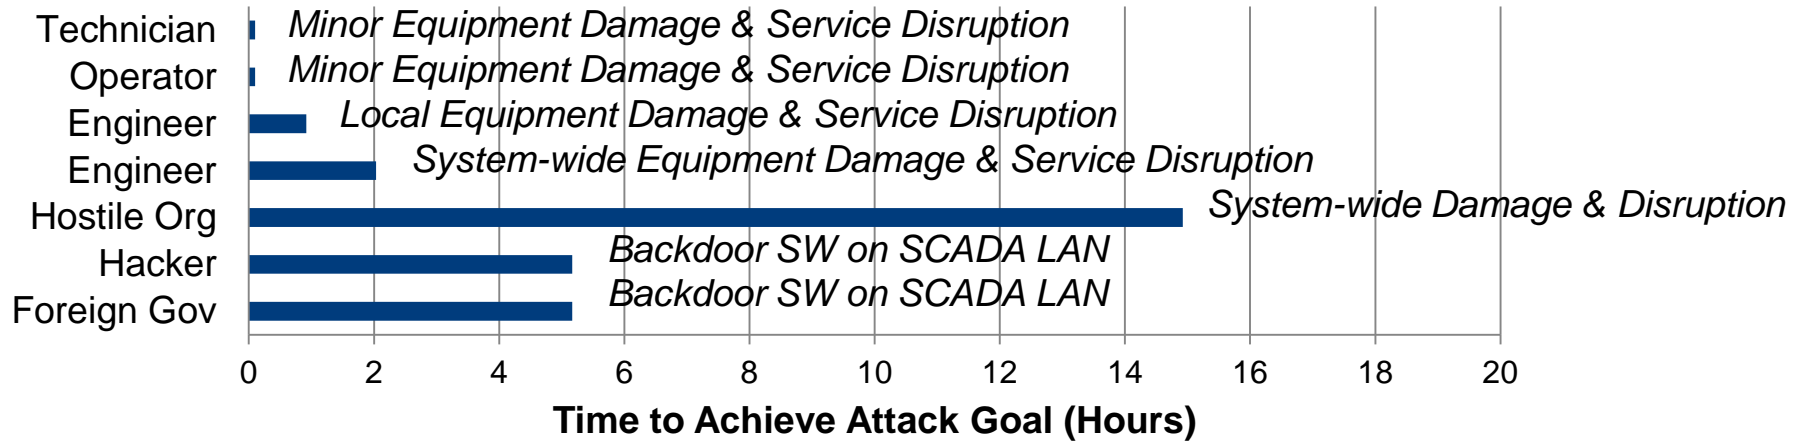 Technician Minor Equipment Damage & Service Disruption
Operator Minor Equipment Damage & Service Disruption
Engineer Local Equipment Damage & Service Disruption
Engineer System-wide Equipment Damage & Service Disruption
Hostile Org System-wide Damage & Disruption
Hacker Backdoor SW on SCADA LAN
Foreign Gov Backdoor SW on SCADA LAN
0 2 4 6 8 10 12 14 16 18 20
Time to Achieve Attack Goal (Hours)